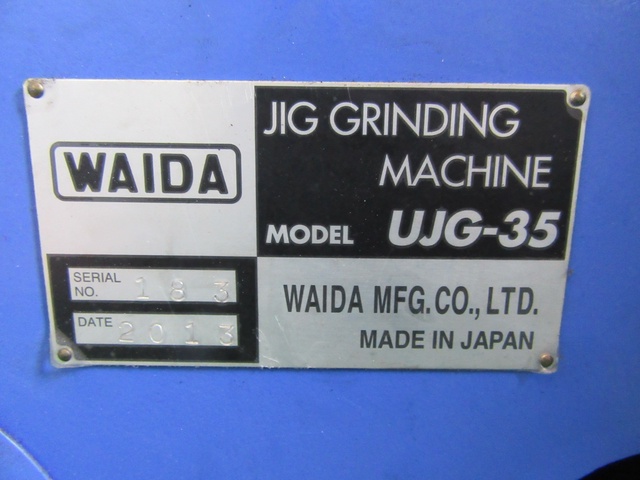 WAIDA
JIG GRINDING
MACHINE
MODEL UJG-35
SERIAL
NO. 183
DATE 2013
WAIDA MFG.CO.,LTD.
MADE IN JAPAN